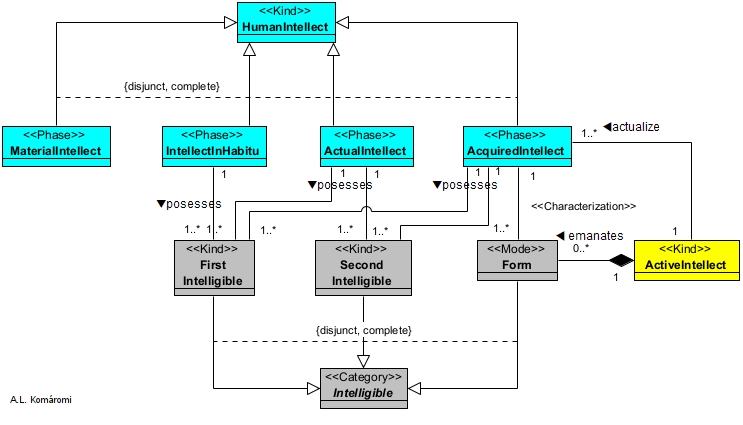 <<Kind>>
HumanIntellect
{disjunct, complete}
<<Phase>>
MaterialIntellect
<<Phase>>
IntellectInHabitu
<<Phase>>
ActualIntellect
<<Phase>>
AcquiredIntellect
1..*
◀actualize
1
1
1
1
1
1
▼posesses
▼posesses
▼posesses
<<Characterization>>
1..*
1..*
1..*
1..*
1..*
1..*
1
◀ emanates
0..*
1
<<Kind>>
First
Intelligible
<<Kind>>
Second
Intelligible
<<Mode>>
Form
<<Kind>>
ActiveIntellect
{disjunct, complete}
<<Category>>
Intelligible
A.L. Komáromi